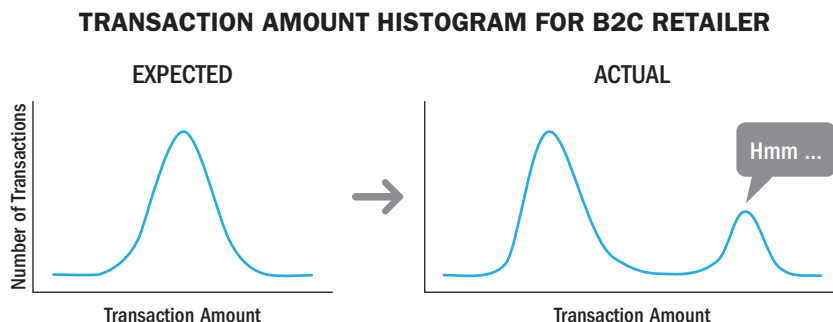 TRANSACTION AMOUNT HISTOGRAM FOR B2C RETAILER
EXPECTED
ACTUAL
Number of Transactions
Hmm ...
Transaction Amount
Transaction Amount